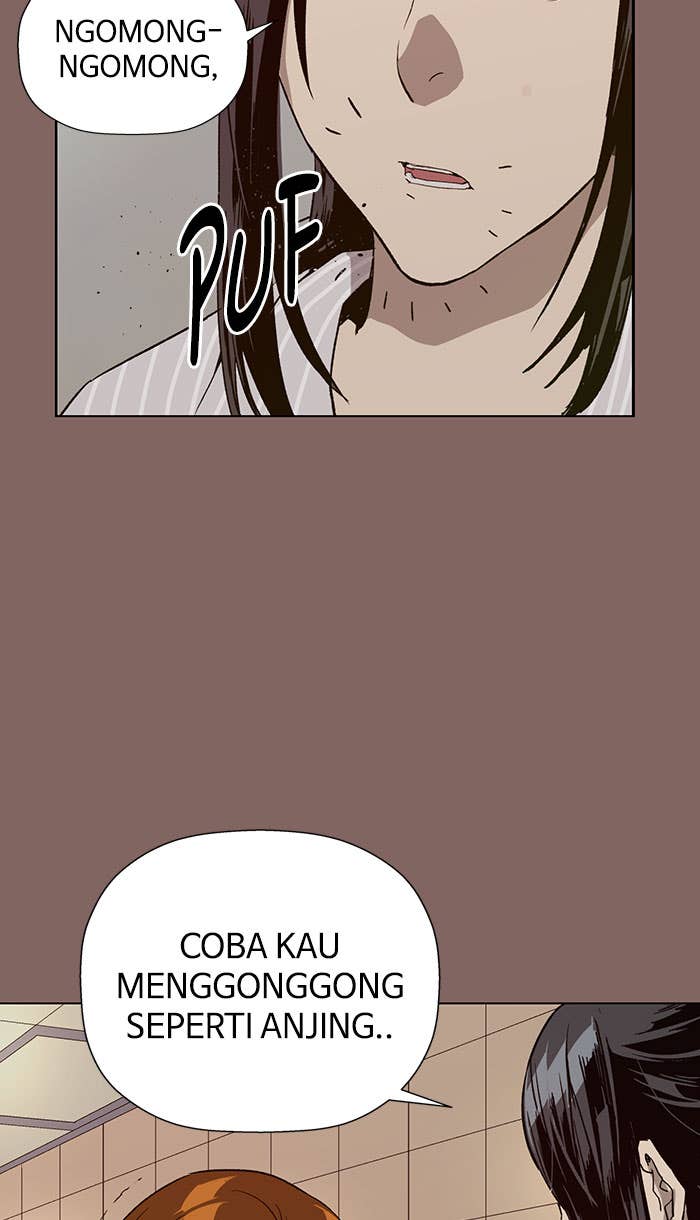 NGOMONG-
NGOMONG,
PUF
COBA KAU
MENGGONGGONG
SEPERTI ANJING..